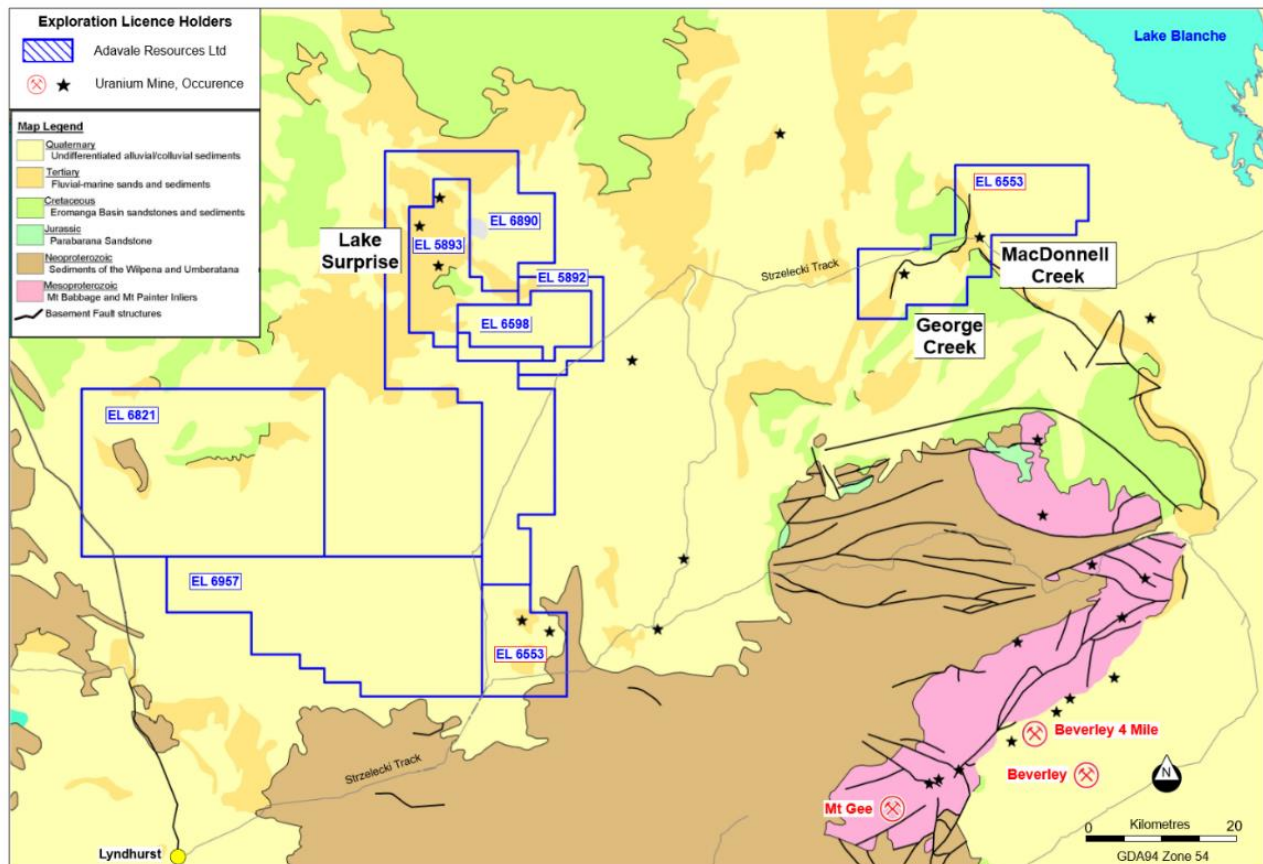 Exploration Licence Holders
Adavale Resources Ltd
Uranium Mine, Occurence
Map Legend
Quaternary
Undifferentiated alluvial/colluvial sediments
Tertiary
Fluvial-marine sands and sediments
Cretaceous
Eromanga Basin sandstones and sediments
Jurassic
Parabarana Sandstone
Neoproterozoic
Sediments of the Wilpena and Umberatana
Mesoproterozoic
Mt Babbage and Mt Painter Inliers
Basement Fault structures
Lake Blanche
EL 6553
EL 6890
Lake
Surprise
EL 5893
MacDonnell
Creek
Strzelecki Track
EL 5892
EL 6598
George
Creek
EL 6821
EL 6957
EL 6553
Beverley 4 Mile
Strzelecki Track
Beverley
Mt Gee
N
Kilometres
0 20
GDA94 Zone 54
Lyndhurst